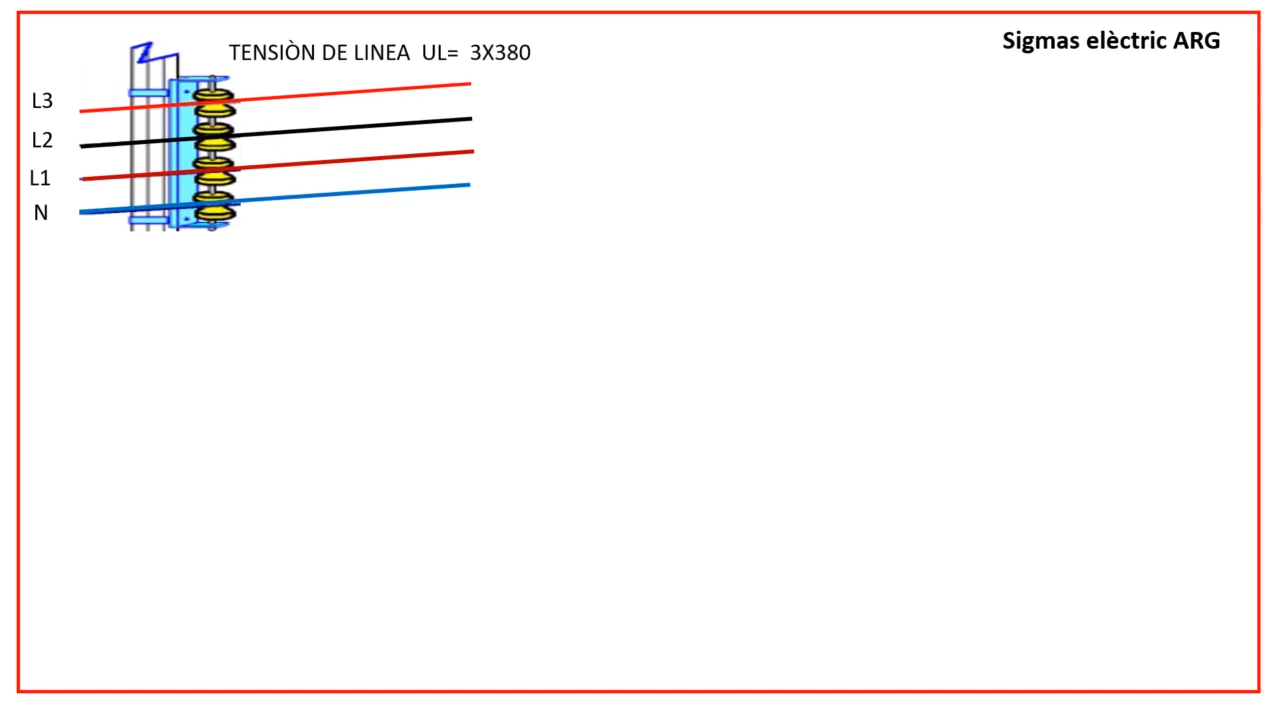 Sigmas elèctric ARG
TENSIÒN DE LINEA UL= 3X380
L3
L2
L1
N